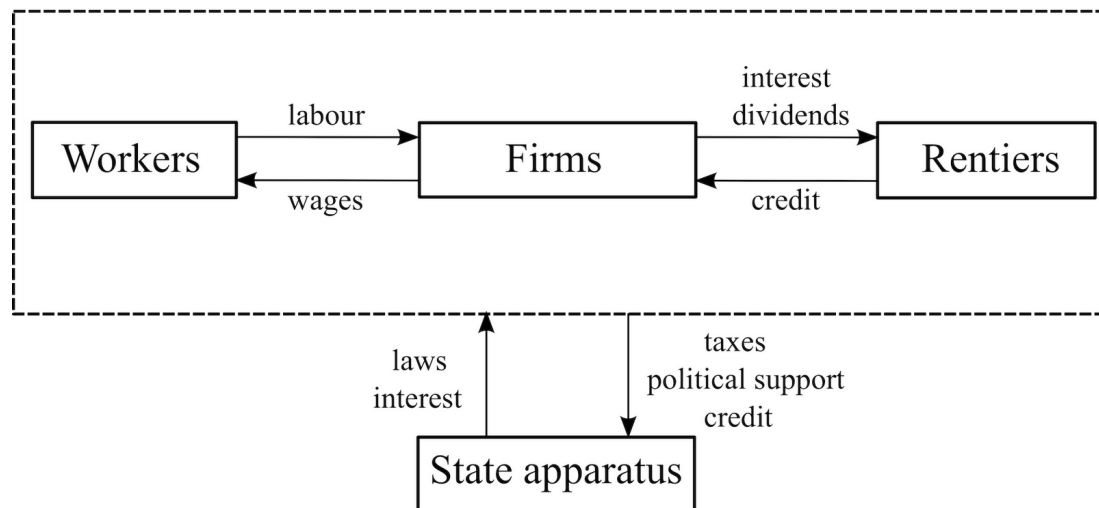 interest
dividends
labour
Workers
Firms
Rentiers
wages
credit
laws
interest
taxes
political support
credit
State apparatus